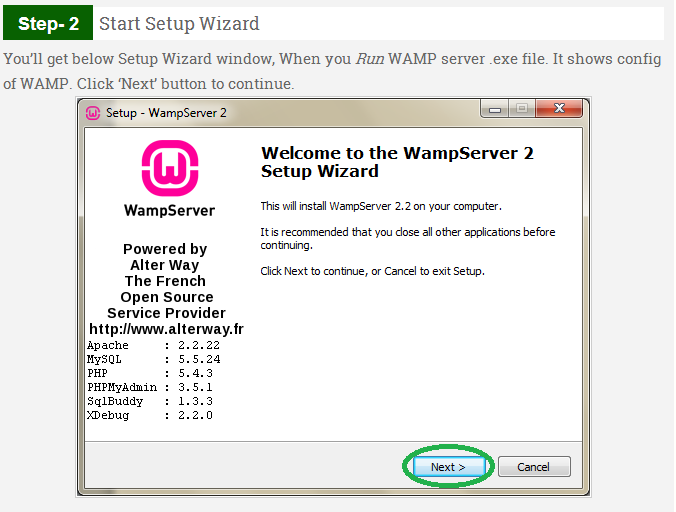 Step- 2 Start Setup Wizard
You’ll get below Setup Wizard window, When you Run WAMP server .exe file. It shows config
of WAMP. Click ‘Next’ button to continue.
Setup - WampServer 2
WampServer
Powered by
Alter Way
The French
Open Source
Service Provider
http://www.alterway.fr
Apache : 2.2.22
MySQL : 5.5.24
PHP : 5.4.3
PHPMyAdmin : 3.5.1
SqlBuddy : 1.3.3
XDebug : 2.2.0
Welcome to the WampServer 2
Setup Wizard
This will install WampServer 2.2 on your computer.
It is recommended that you close all other applications before
continuing.
Click Next to continue, or Cancel to exit Setup.
Next > Cancel